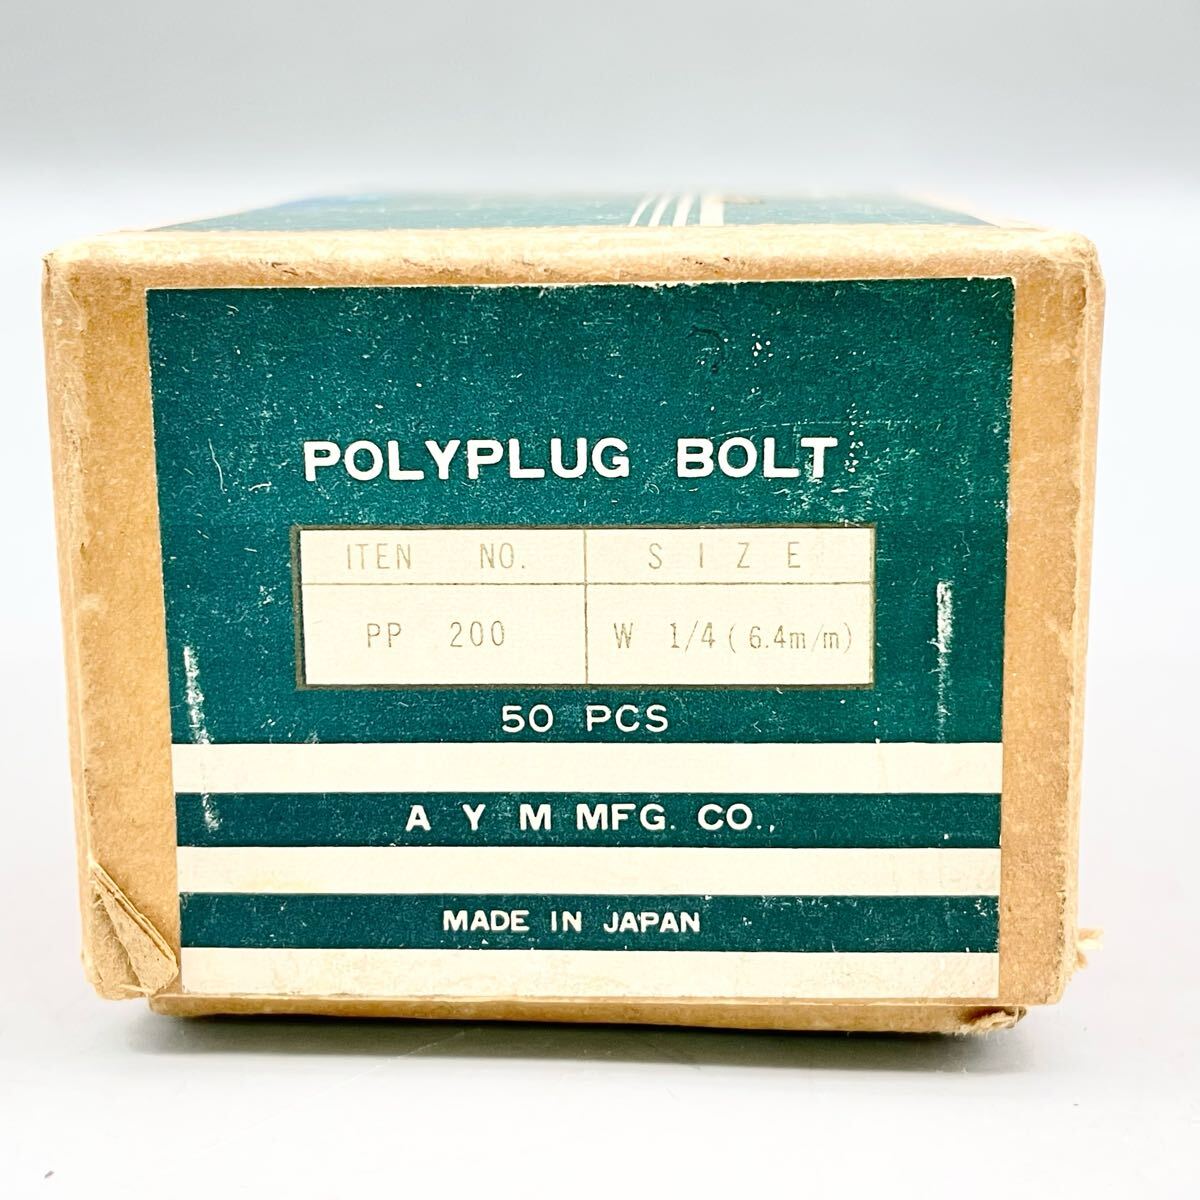 POLYPLUG BOLT
ITEN NO. SIZE
PP 200 W 1/4 (6.4m/m)
50 PCS
A Y M MFG. CO.,
MADE IN JAPAN